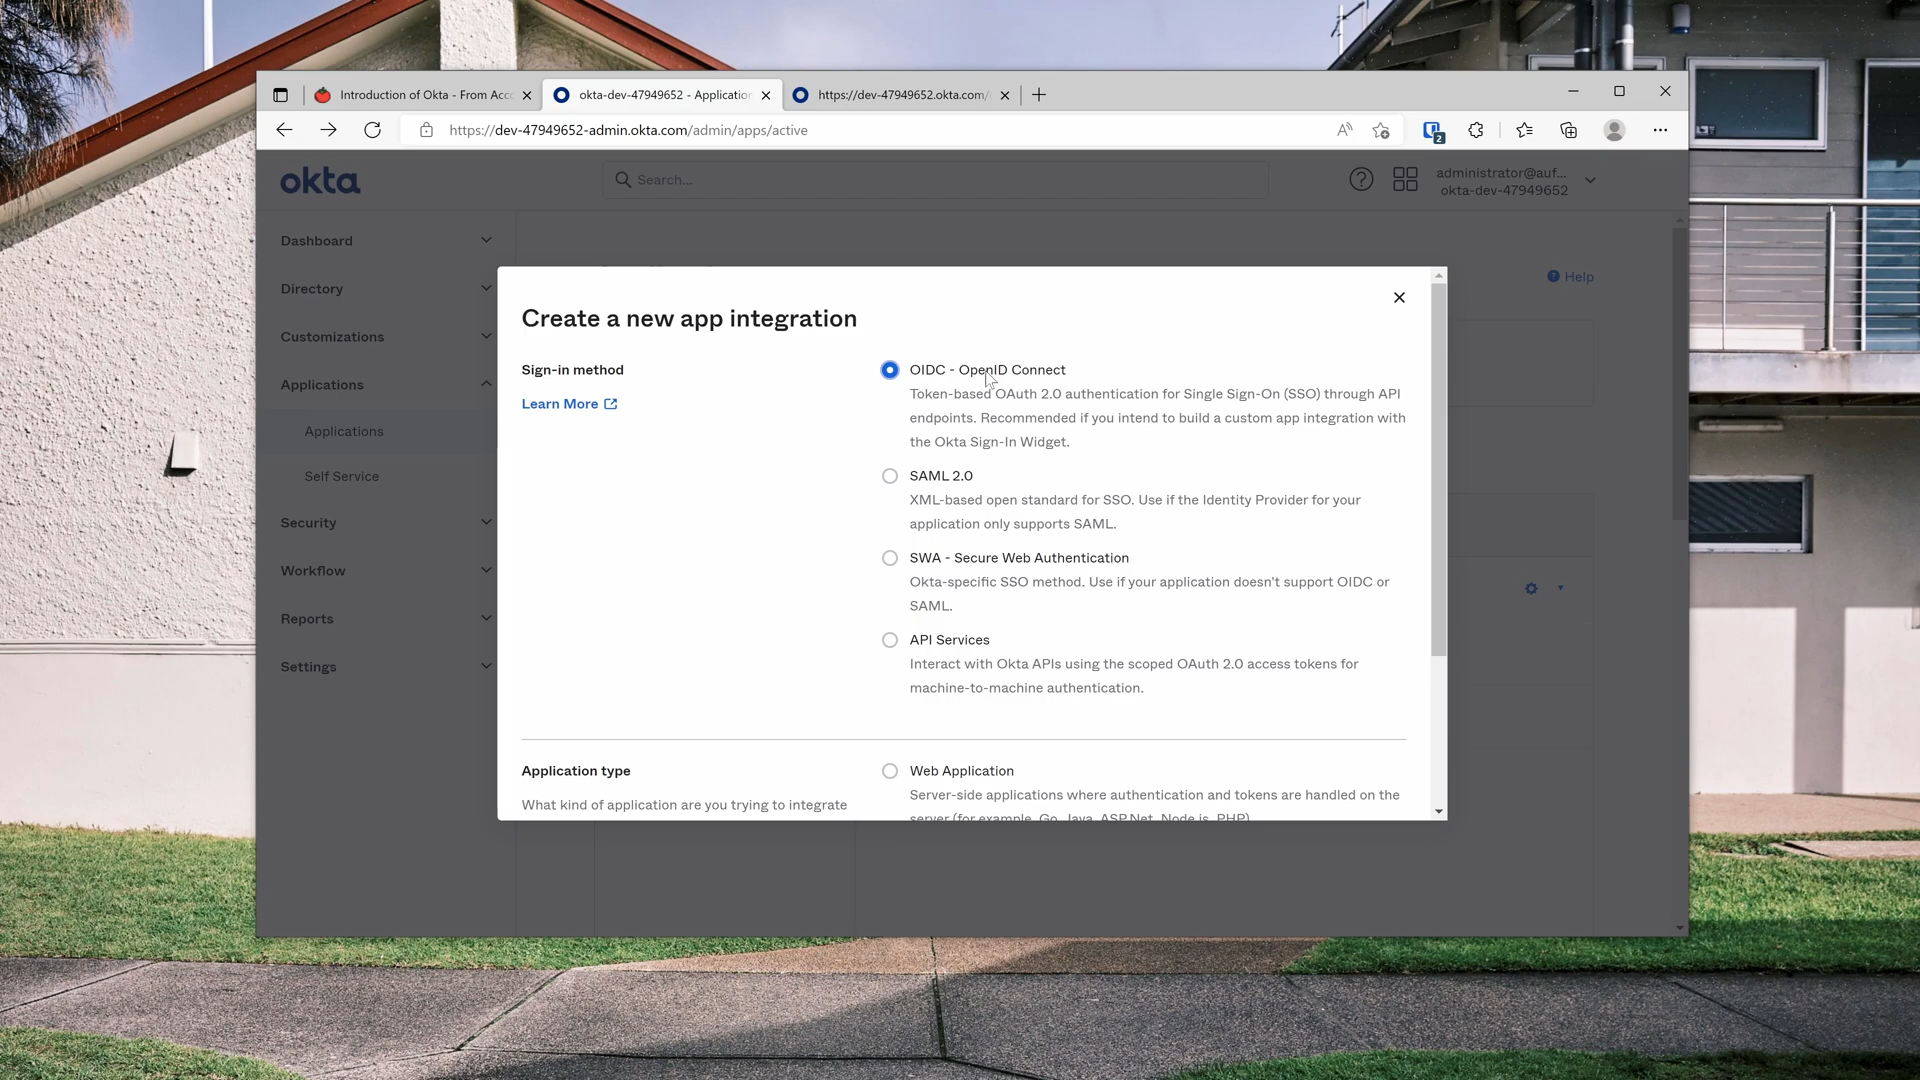 Introduction of Okta - From Acc
okta-dev-47949652 - Application
https://dev-47949652.okta.com/
https://dev-47949652-admin.okta.com/admin/apps/active
2
okta
Search...
administrator@auf...
okta-dev-47949652
Dashboard
Directory
Customizations
Applications
Applications
Self Service
Security
Workflow
Reports
Settings
Help
Create a new app integration
Sign-in method
Learn More
OIDC - OpenID Connect
Token-based OAuth 2.0 authentication for Single Sign-On (SSO) through API
endpoints. Recommended if you intend to build a custom app integration with
the Okta Sign-In Widget.
SAML 2.0
XML-based open standard for SSO. Use if the Identity Provider for your
application only supports SAML.
SWA - Secure Web Authentication
Okta-specific SSO method. Use if your application doesn't support OIDC or
SAML.
API Services
Interact with Okta APIs using the scoped OAuth 2.0 access tokens for
machine-to-machine authentication.
Application type
What kind of application are you trying to integrate
Web Application
Server-side applications where authentication and tokens are handled on the
server (for example, Go, Java, ASP.Net, Node.js, PHP)